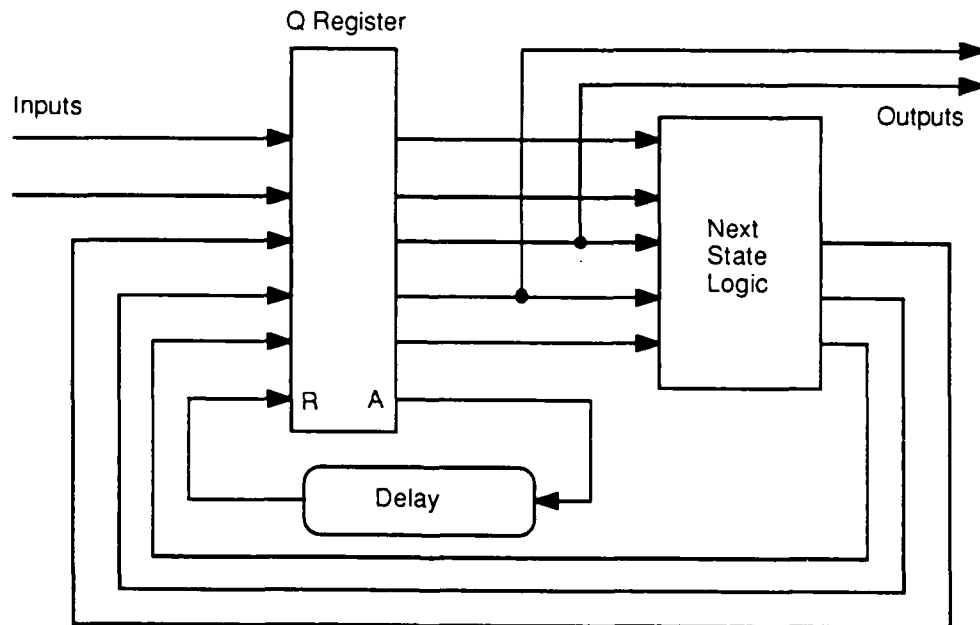 Q Register
Inputs
Outputs
Next
State
Logic
R
A
Delay